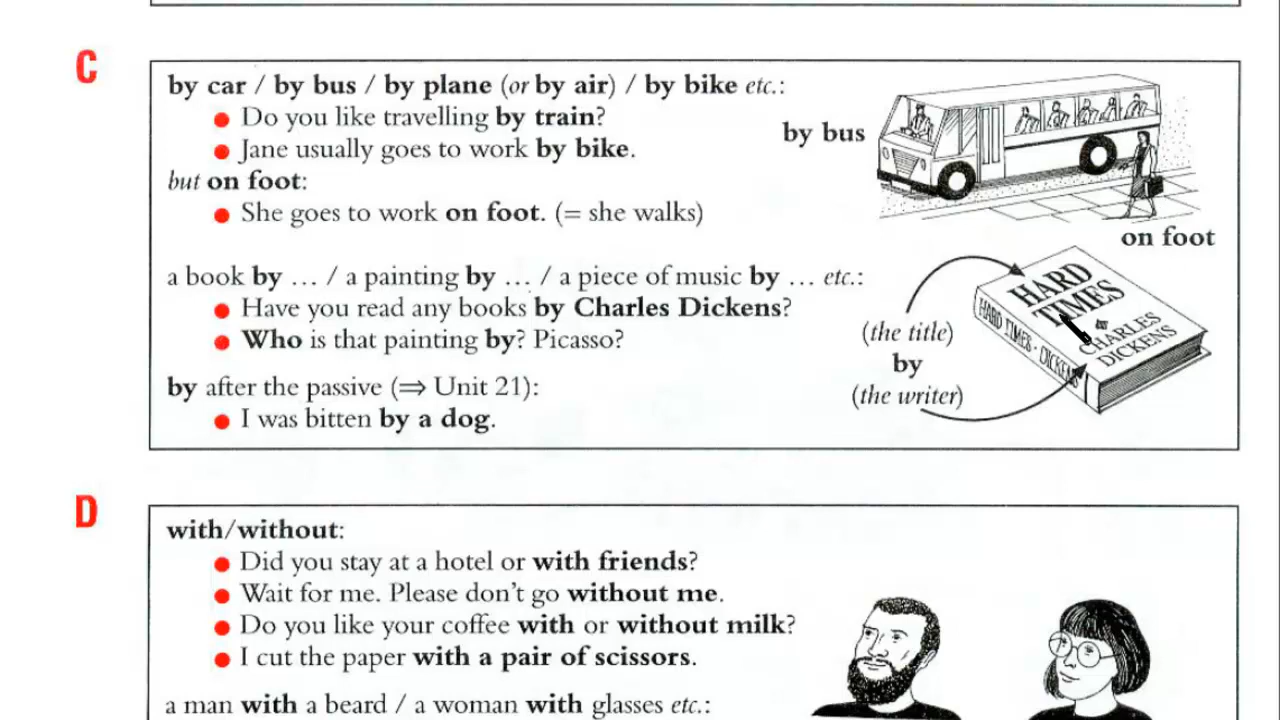 C
by car / by bus / by plane (or by air) / by bike etc.:
● Do you like travelling by train?
● Jane usually goes to work by bike.
but on foot:
● She goes to work on foot. (= she walks)
by bus
on foot
a book by … / a painting by … / a piece of music by … etc.:
● Have you read any books by Charles Dickens?
● Who is that painting by? Picasso?
by after the passive (⇒ Unit 21):
● I was bitten by a dog.
(the title)
by
(the writer)
HARD
TIMES
CHARLES
DICKENS
HARD TIMES · DICKENS
D
with/without:
● Did you stay at a hotel or with friends?
● Wait for me. Please don't go without me.
● Do you like your coffee with or without milk?
● I cut the paper with a pair of scissors.
a man with a beard / a woman with glasses etc.: